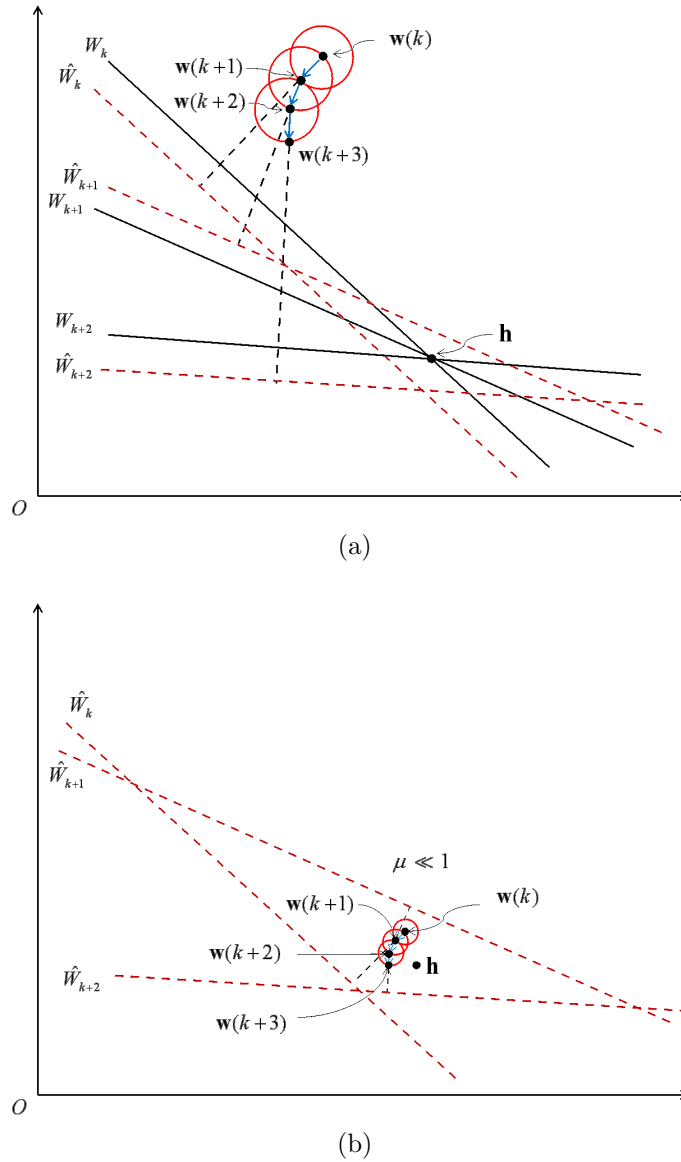 W_k
w(k)
Ŵ_k
w(k+1)
w(k+2)
w(k+3)
Ŵ_{k+1}
W_{k+1}
W_{k+2}
h
Ŵ_{k+2}
O
(a)
Ŵ_k
Ŵ_{k+1}
μ ≪ 1
w(k+1)
w(k)
w(k+2)
h
Ŵ_{k+2}
w(k+3)
O
(b)